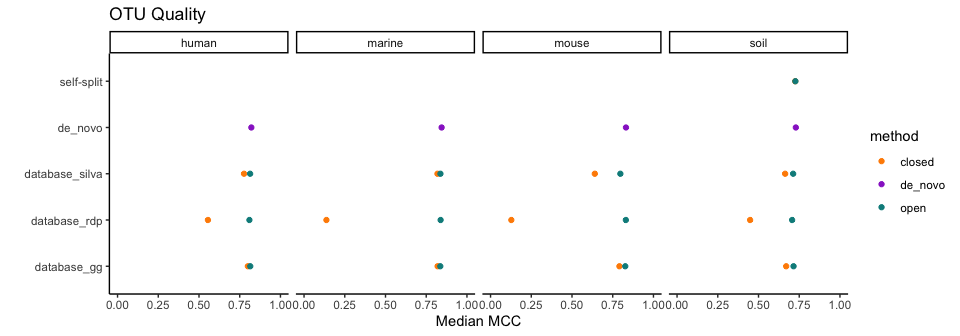 OTU Quality
human marine mouse soil
self-split
de_novo
database_silva
database_rdp
database_gg
0.00 0.25 0.50 0.75 1.00 0.00 0.25 0.50 0.75 1.00 0.00 0.25 0.50 0.75 1.00 0.00 0.25 0.50 0.75 1.00
Median MCC
method
closed
de_novo
open